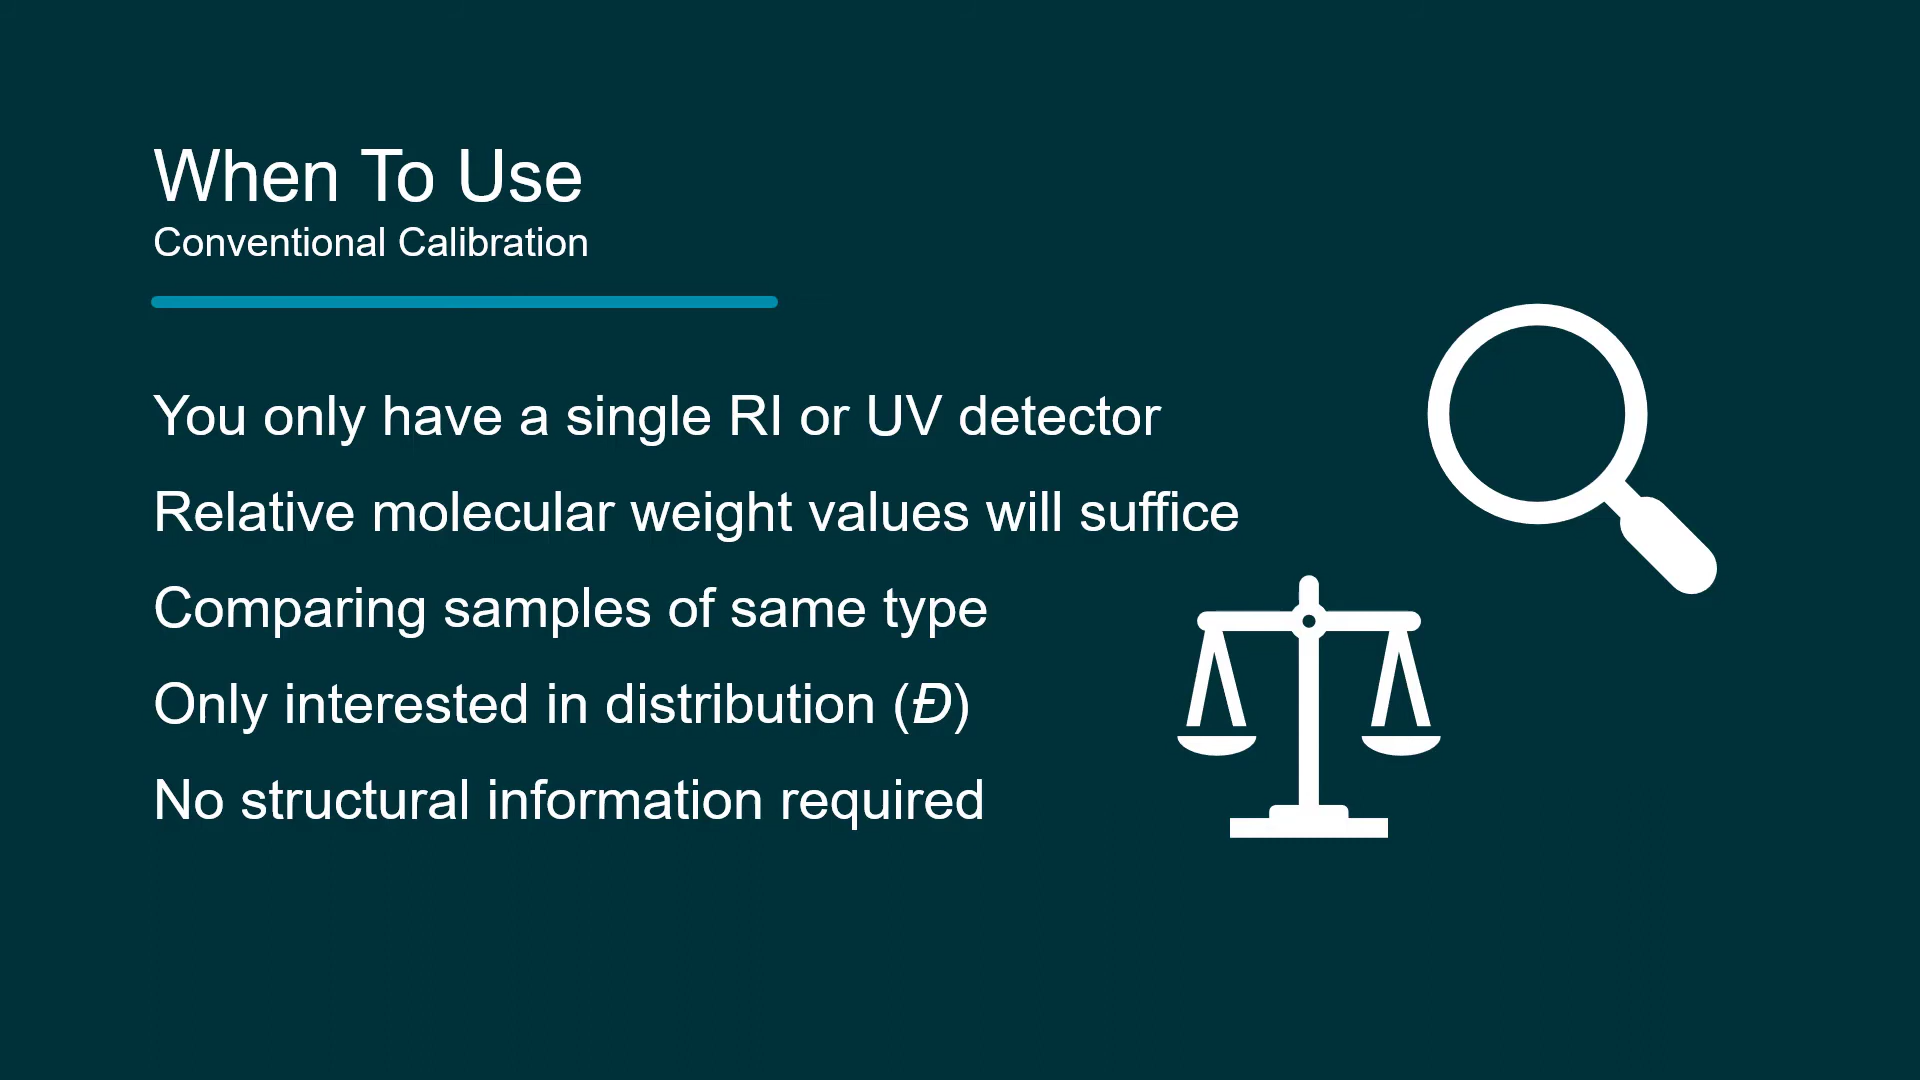 When To Use
Conventional Calibration
You only have a single RI or UV detector
Relative molecular weight values will suffice
Comparing samples of same type
Only interested in distribution (Đ)
No structural information required